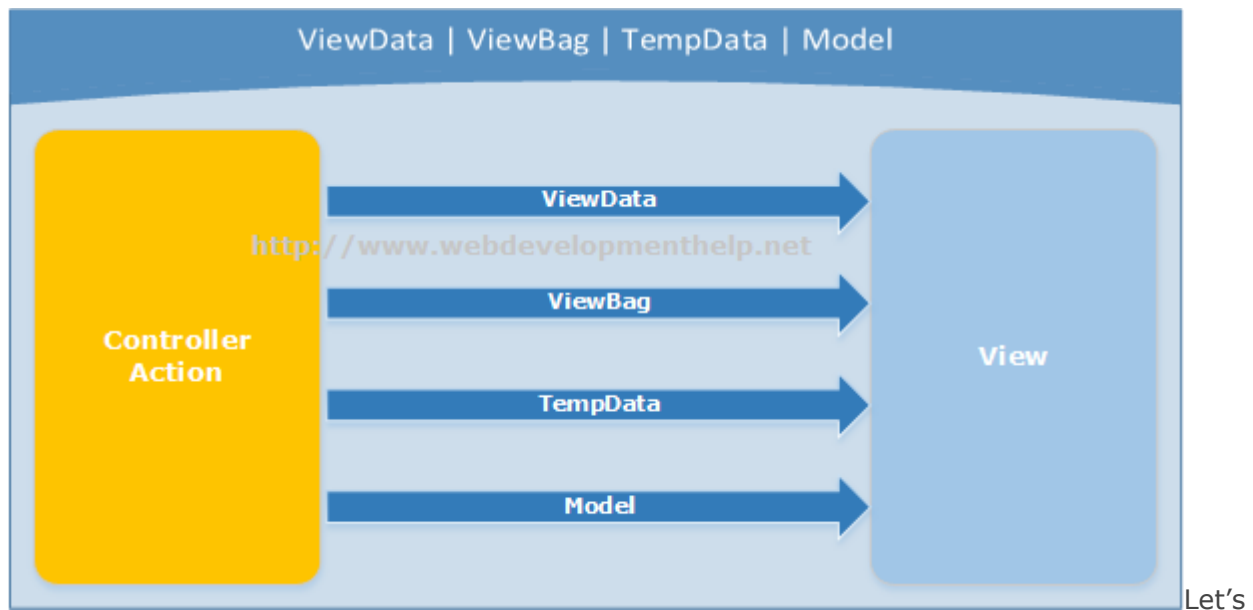 ViewData | ViewBag | TempData | Model
ViewData
http://www.webdevelopmenthelp.net
ViewBag
Controller
Action
View
TempData
Model
Let’s